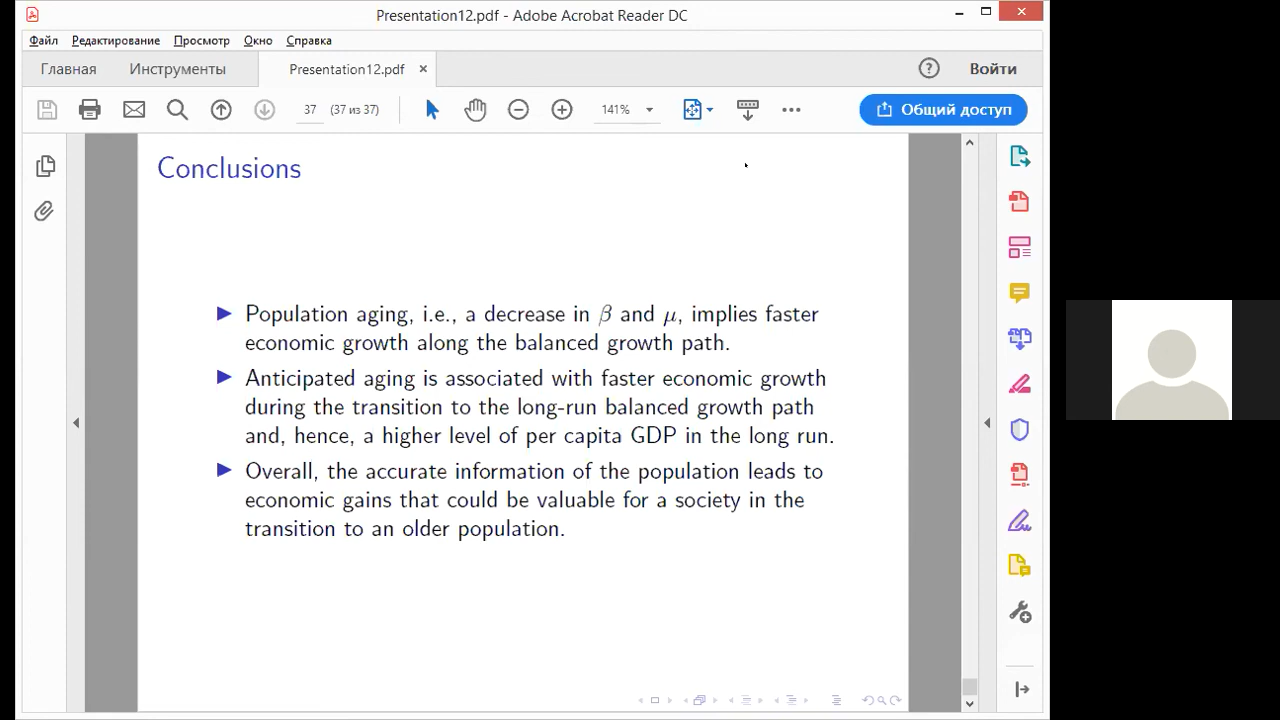 Presentation12.pdf - Adobe Acrobat Reader DC
Файл Редактирование Просмотр Окно Справка
Главная Инструменты Presentation12.pdf × Войти
37 (37 из 37) 141% Общий доступ
Conclusions
Population aging, i.e., a decrease in β and μ, implies faster
economic growth along the balanced growth path.
Anticipated aging is associated with faster economic growth
during the transition to the long-run balanced growth path
and, hence, a higher level of per capita GDP in the long run.
Overall, the accurate information of the population leads to
economic gains that could be valuable for a society in the
transition to an older population.